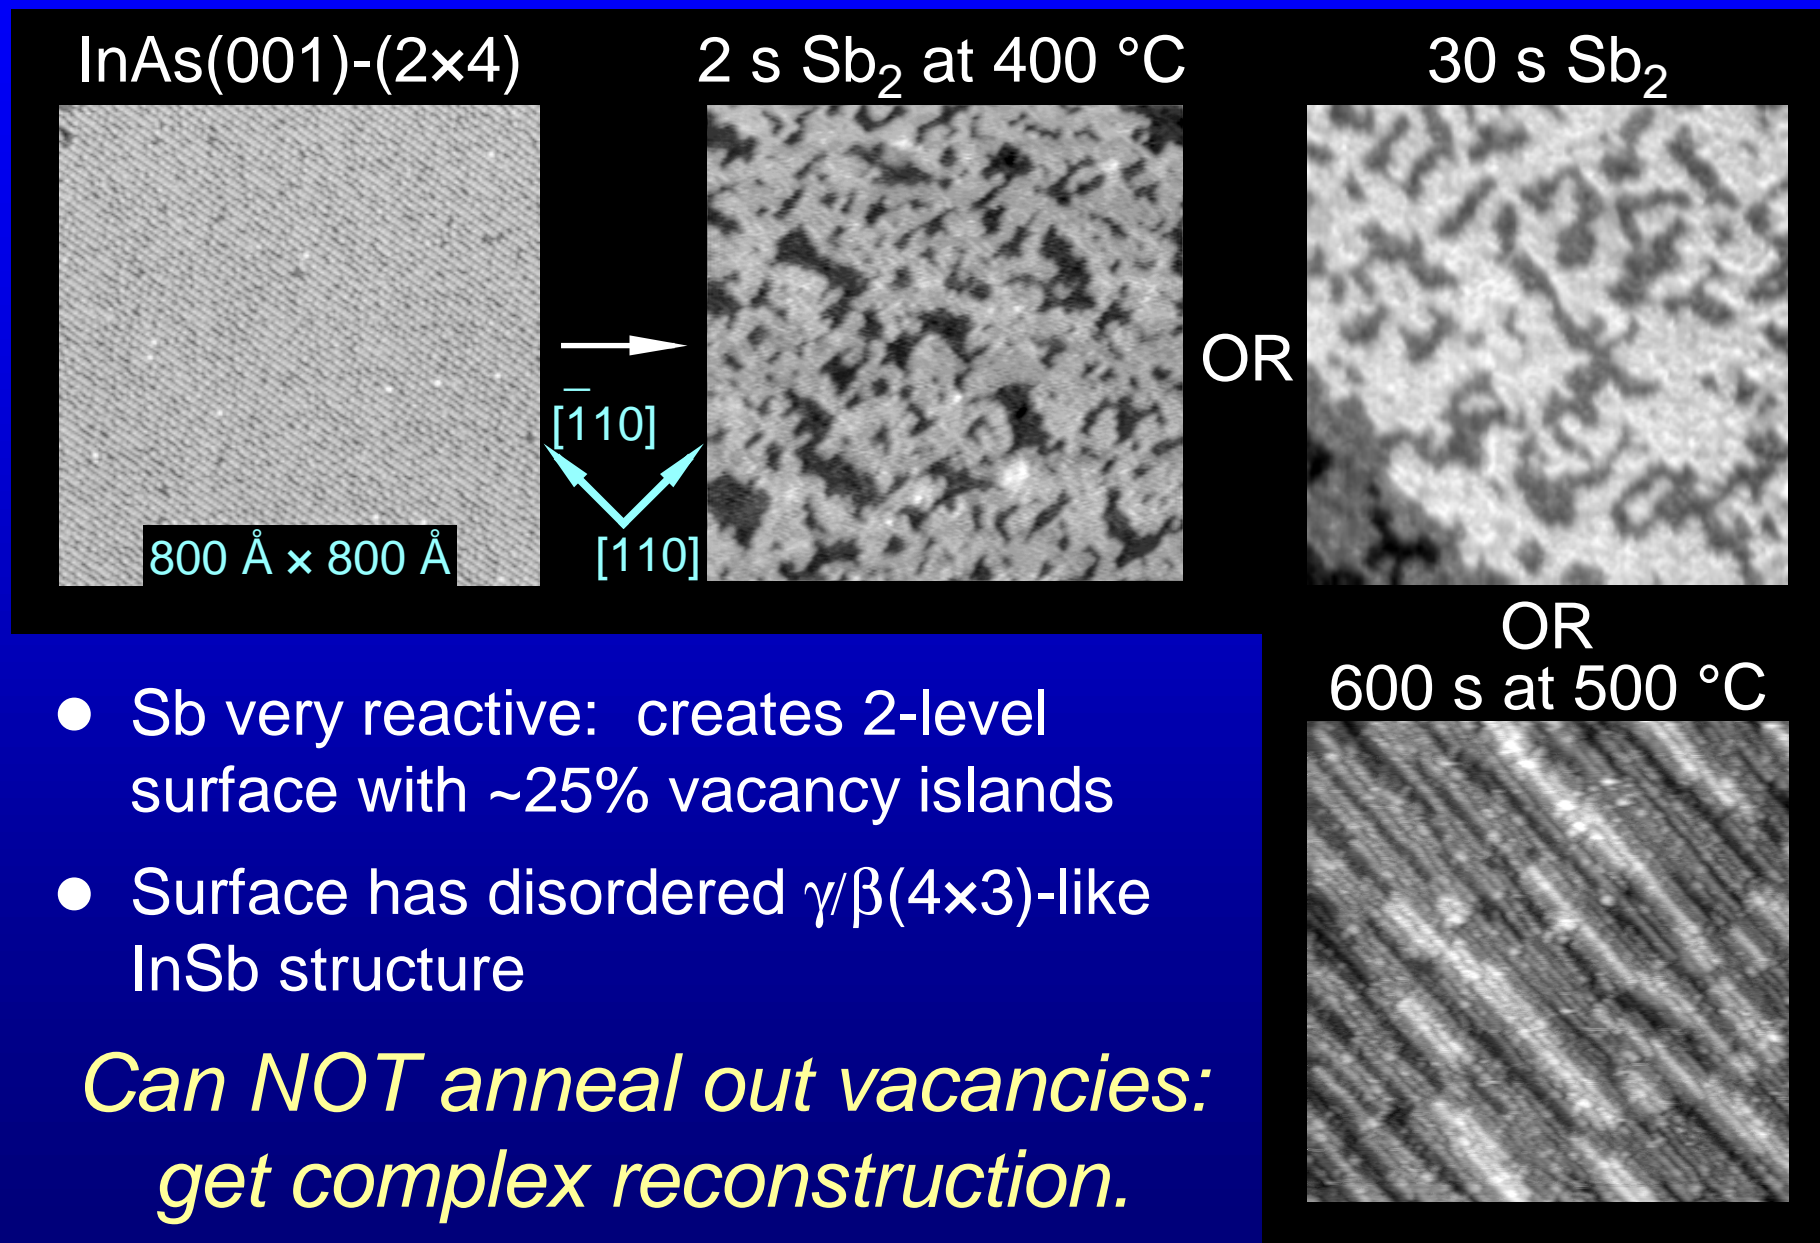 InAs(001)-(2×4)
2 s Sb₂ at 400 °C
30 s Sb₂
OR
[1̅10]
[110]
800 Å × 800 Å
OR
600 s at 500 °C
● Sb very reactive: creates 2-level
surface with ~25% vacancy islands
● Surface has disordered γ/β(4×3)-like
InSb structure
Can NOT anneal out vacancies:
get complex reconstruction.